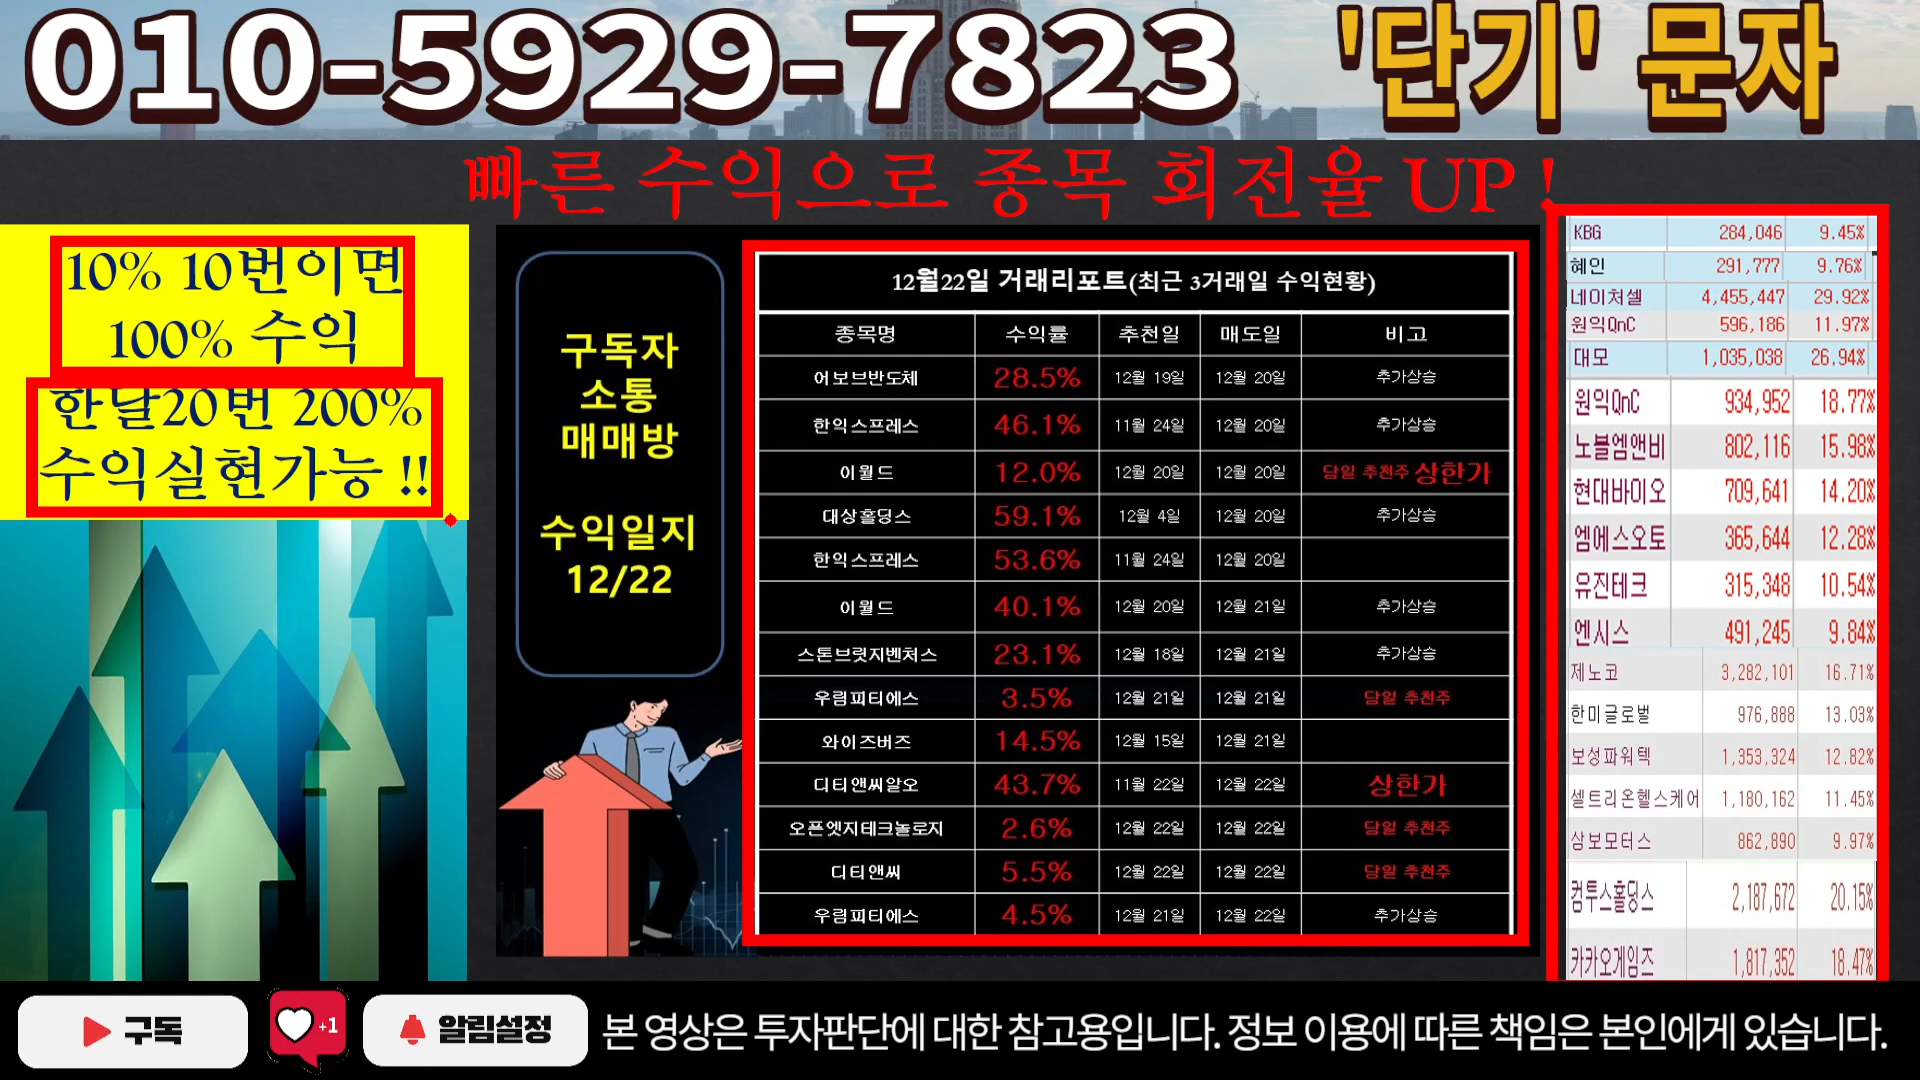 010-5929-7823 '단기' 문자
빠른 수익으로 종목 회전율 UP !
10% 10번이면
100% 수익
한달20번 200%
수익실현가능 !!
구독자
소통
매매방
수익일지
12/22
12월22일 거래리포트(최근 3거래일 수익현황)
종목명 수익률 추천일 매도일 비고
어보브반도체 28.5% 12월 19일 12월 20일 추가상승
한익스프레스 46.1% 11월 24일 12월 20일 추가상승
이월드 12.0% 12월 20일 12월 20일 당일 추천주 상한가
대상홀딩스 59.1% 12월 4일 12월 20일 추가상승
한익스프레스 53.6% 11월 24일 12월 20일
이월드 40.1% 12월 20일 12월 21일 추가상승
스톤브릿지벤처스 23.1% 12월 18일 12월 21일 추가상승
우림피티에스 3.5% 12월 21일 12월 21일 당일 추천주
와이즈버즈 14.5% 12월 15일 12월 21일
디티앤씨알오 43.7% 11월 22일 12월 22일 상한가
오픈엣지테크놀로지 2.6% 12월 22일 12월 22일 당일 추천주
디티앤씨 5.5% 12월 22일 12월 22일 당일 추천주
우림피티에스 4.5% 12월 21일 12월 22일 추가상승
KBG 284,046 9.45%
혜인 291,777 9.76%
네이처셀 4,455,447 29.92%
원익QnC 596,186 11.97%
대모 1,035,038 26.94%
원익QnC 934,952 18.77%
노블엠앤비 802,116 15.98%
현대바이오 709,641 14.20%
엠에스오토 365,644 12.28%
유진테크 315,348 10.54%
엔시스 491,245 9.84%
제노코 3,282,101 16.71%
한미글로벌 976,888 13.03%
보성파워텍 1,353,324 12.82%
셀트리온헬스케어 1,180,162 11.45%
상보모터스 862,890 9.97%
컴투스홀딩스 2,187,672 20.15%
카카오게임즈 1,817,352 18.47%
구독 +1 알림설정 본 영상은 투자판단에 대한 참고용입니다. 정보 이용에 따른 책임은 본인에게 있습니다.